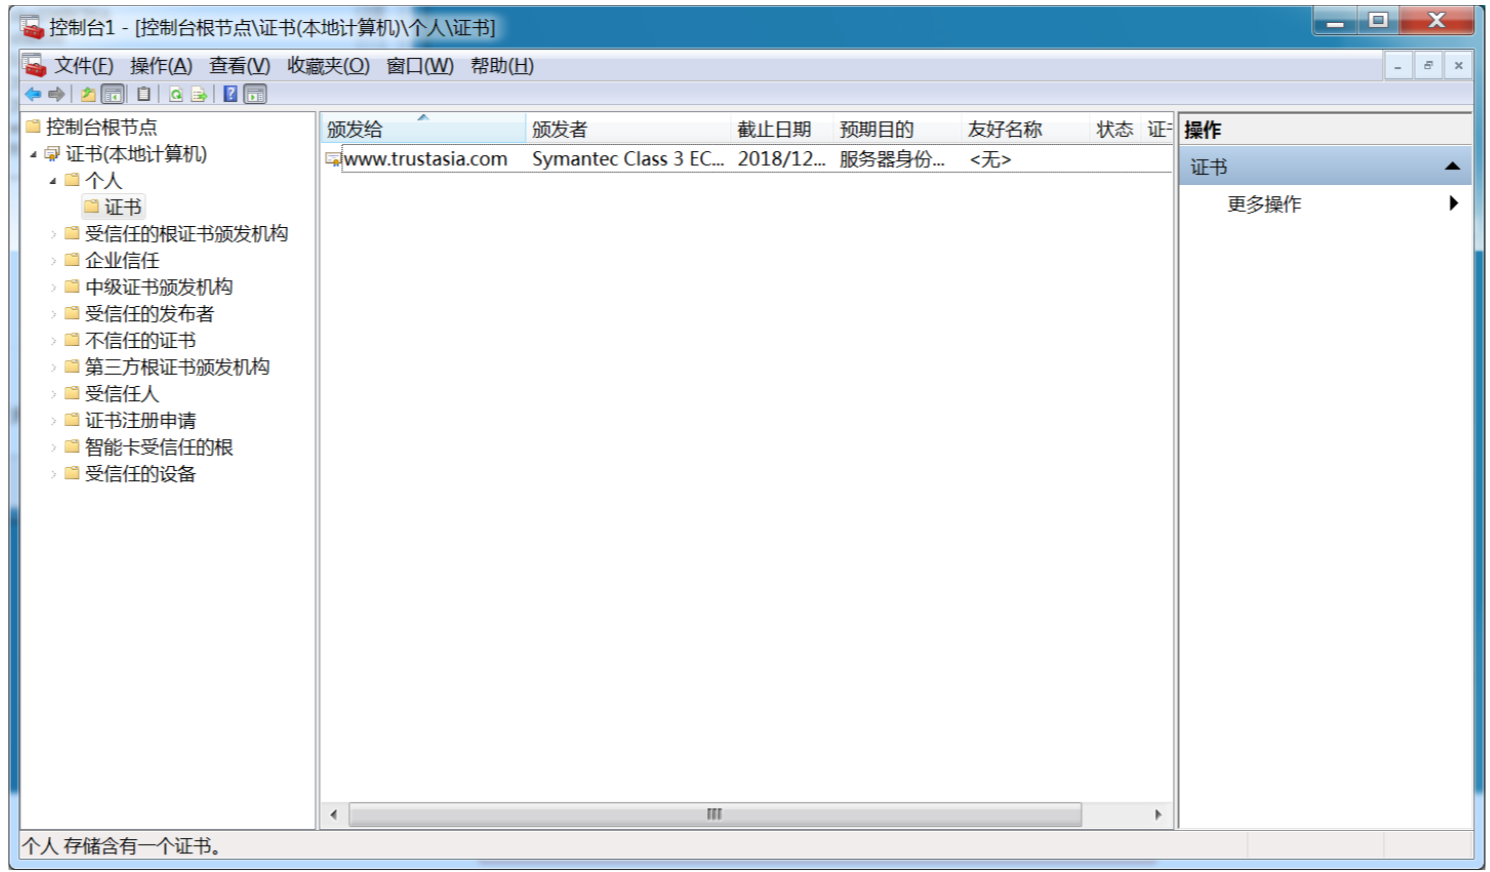 控制台1 - [控制台根节点\证书(本地计算机)\个人\证书]
文件(F) 操作(A) 查看(V) 收藏夹(O) 窗口(W) 帮助(H)
控制台根节点
证书(本地计算机)
个人
证书
受信任的根证书颁发机构
企业信任
中级证书颁发机构
受信任的发布者
不信任的证书
第三方根证书颁发机构
受信任人
证书注册申请
智能卡受信任的根
受信任的设备
颁发给 颁发者 截止日期 预期目的 友好名称 状态 证
www.trustasia.com Symantec Class 3 EC... 2018/12... 服务器身份... <无>
操作
证书
更多操作
个人 存储含有一个证书。